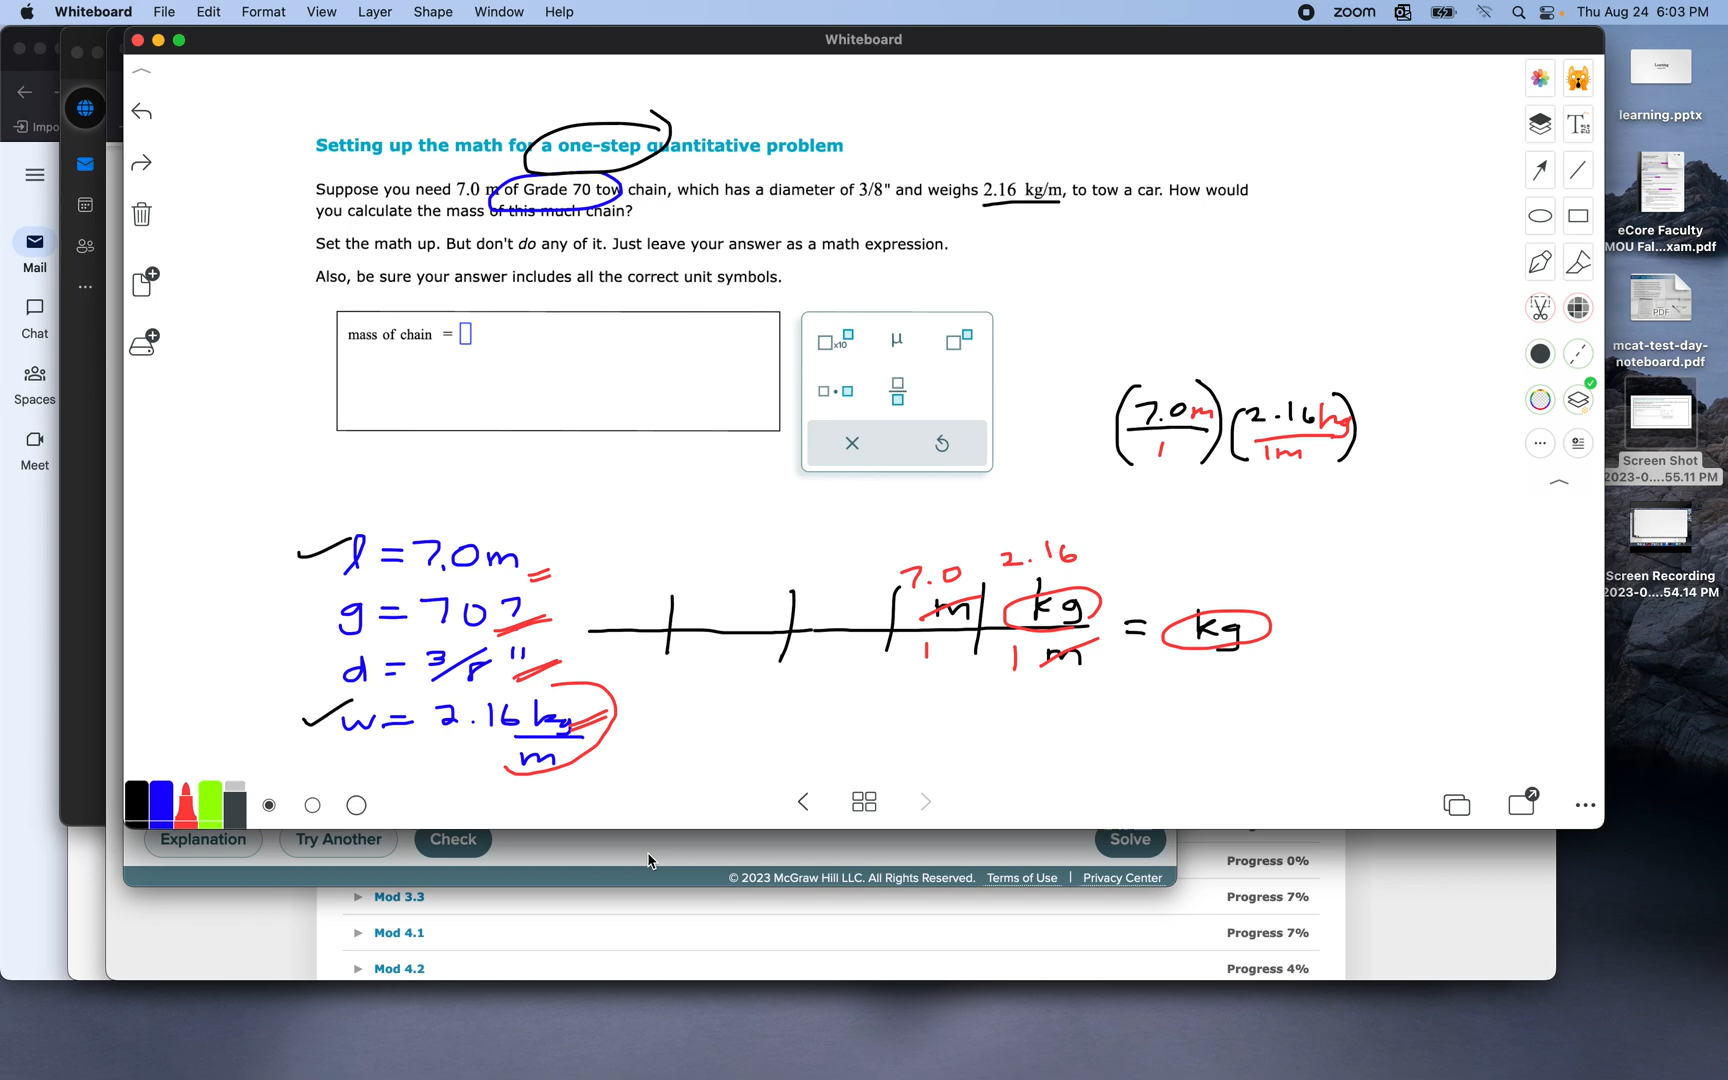 Whiteboard File Edit Format View Layer Shape Window Help
zoom Thu Aug 24 6:03 PM
Whiteboard
Impo
Mail
Chat
Spaces
Meet
Setting up the math for a one-step quantitative problem
Suppose you need 7.0 m of Grade 70 tow chain, which has a diameter of 3/8" and weighs 2.16 kg/m, to tow a car. How would
you calculate the mass of this much chain?
Set the math up. But don't do any of it. Just leave your answer as a math expression.
Also, be sure your answer includes all the correct unit symbols.
mass of chain =
x10 μ
(7.0m/1)(2.16kg/1m)
l = 7.0m
g = 70?
d = 3/8"
w = 2.16 kg/m
7.0 2.16
m kg = kg
1 1 m
Explanation Try Another Check Solve
© 2023 McGraw Hill LLC. All Rights Reserved. Terms of Use | Privacy Center
Progress 0%
Mod 3.3 Progress 7%
Mod 4.1 Progress 7%
Mod 4.2 Progress 4%
Learning
learning.pptx
eCore Faculty
MOU Fal...xam.pdf
PDF
mcat-test-day-
noteboard.pdf
Screen Shot
2023-0....55.11 PM
Screen Recording
2023-0....54.14 PM